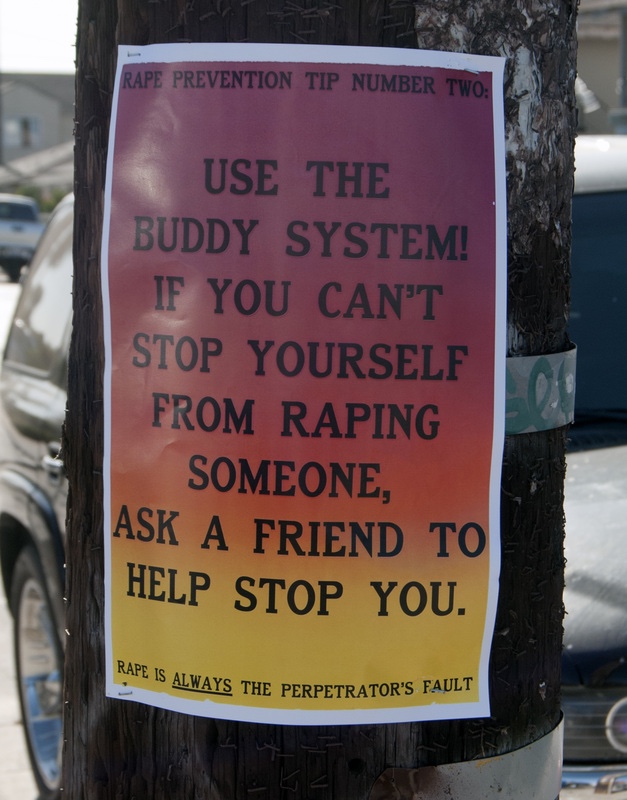 RAPE PREVENTION TIP NUMBER TWO:
USE THE
BUDDY SYSTEM!
IF YOU CAN'T
STOP YOURSELF
FROM RAPING
SOMEONE,
ASK A FRIEND TO
HELP STOP YOU.
RAPE IS ALWAYS THE PERPETRATOR'S FAULT